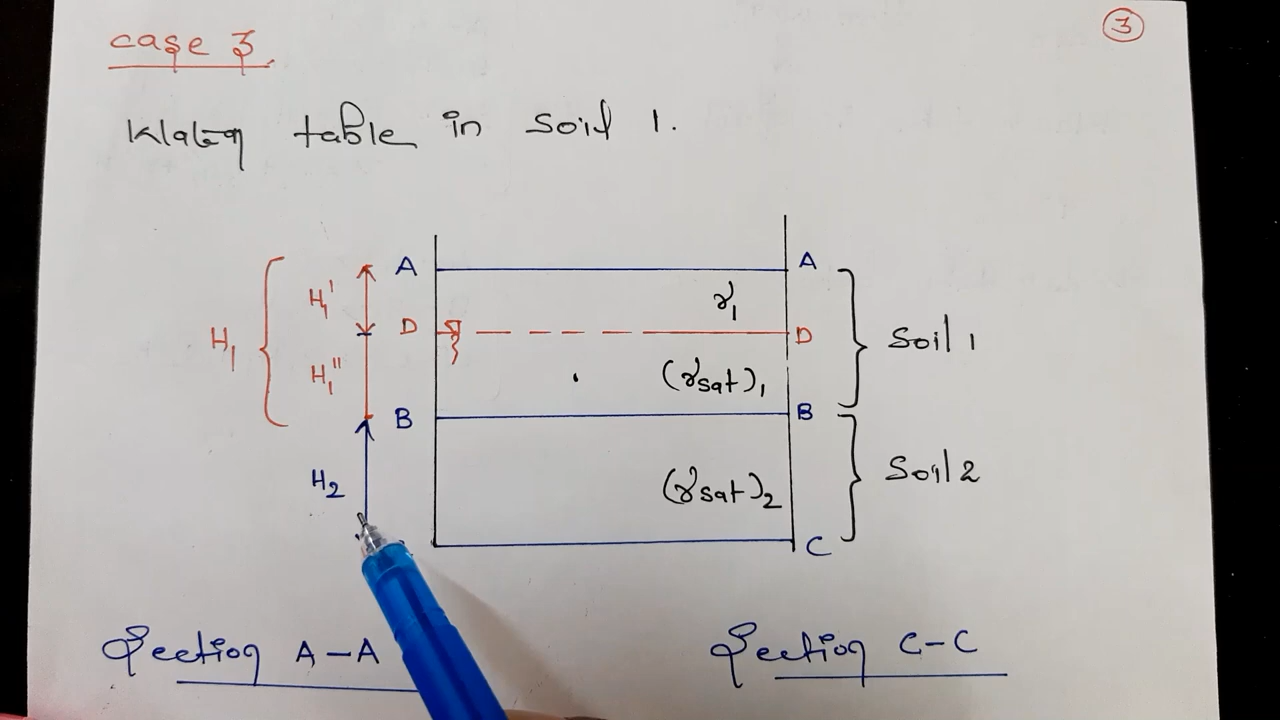 case 3
3
Water table in Soil 1.
A
A
H₁'
γ₁
D
D
H₁
Soil 1
H₁"
(γsat)₁
B
B
H₂
Soil 2
(γsat)₂
C
Section A-A
Section C-C